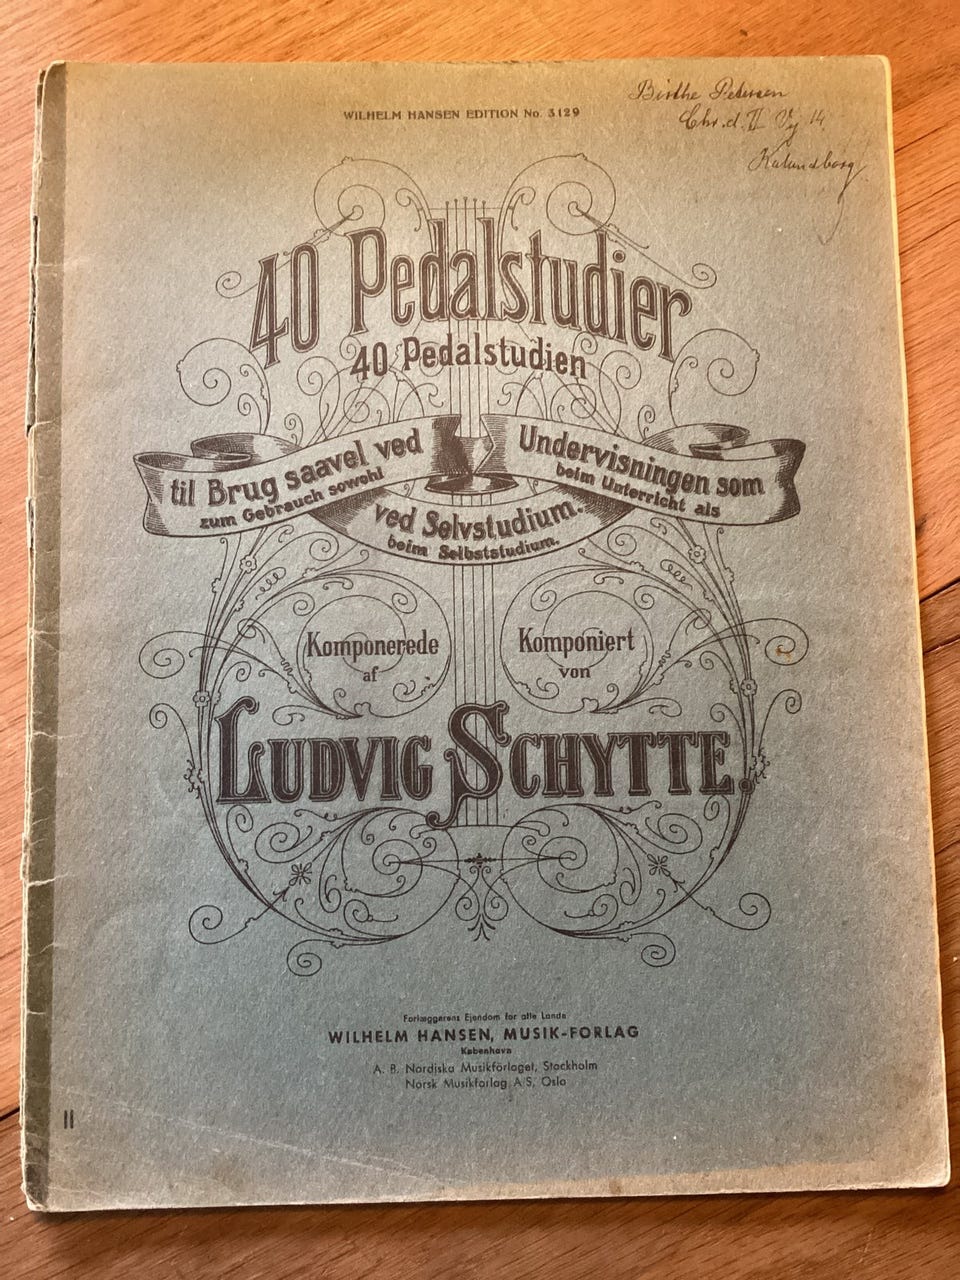 Birthe Petersen
Chr. d. II Vej 14
Kalundborg
WILHELM HANSEN EDITION No. 3129
40 Pedalstudier
40 Pedalstudien
til Brug saavel ved Undervisningen som
zum Gebrauch sowohl beim Unterricht als
ved Selvstudium.
beim Selbststudium.
Komponerede Komponiert
af von
LUDVIG SCHYTTE.
Forlæggerens Ejendom for alle Lande
WILHELM HANSEN, MUSIK-FORLAG
København
A. B. Nordiska Musikförlaget, Stockholm
Norsk Musikforlag A/S, Oslo
II